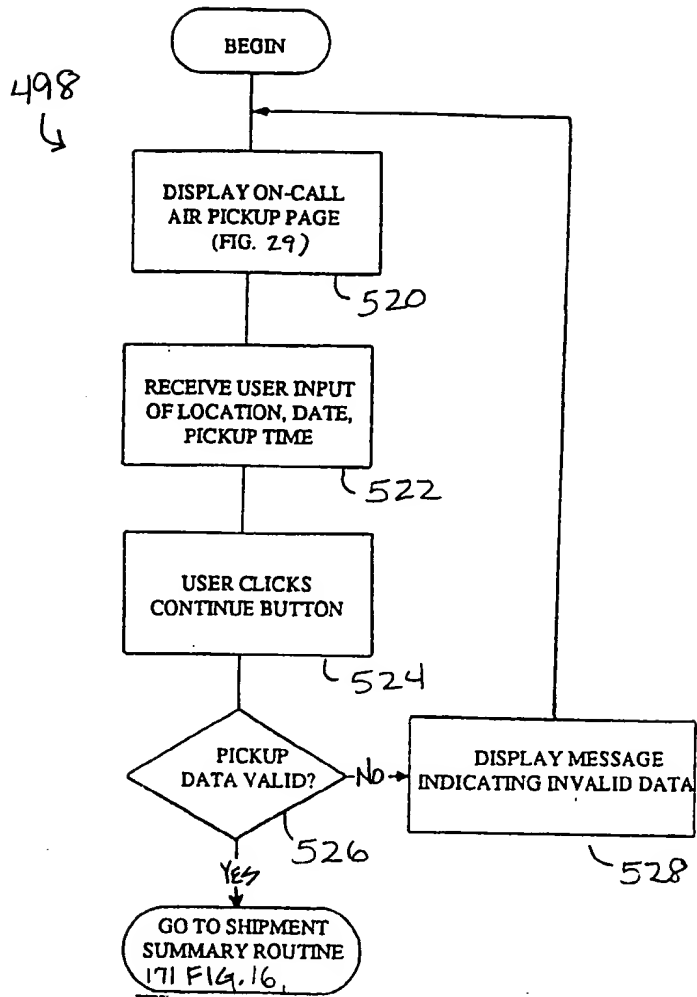 BEGIN
498
DISPLAY ON-CALL
AIR PICKUP PAGE
(FIG. 29)
520
RECEIVE USER INPUT
OF LOCATION, DATE,
PICKUP TIME
522
USER CLICKS
CONTINUE BUTTON
524
PICKUP
DATA VALID?
NO
DISPLAY MESSAGE
INDICATING INVALID DATA
526
528
YES
GO TO SHIPMENT
SUMMARY ROUTINE
171 FIG. 16